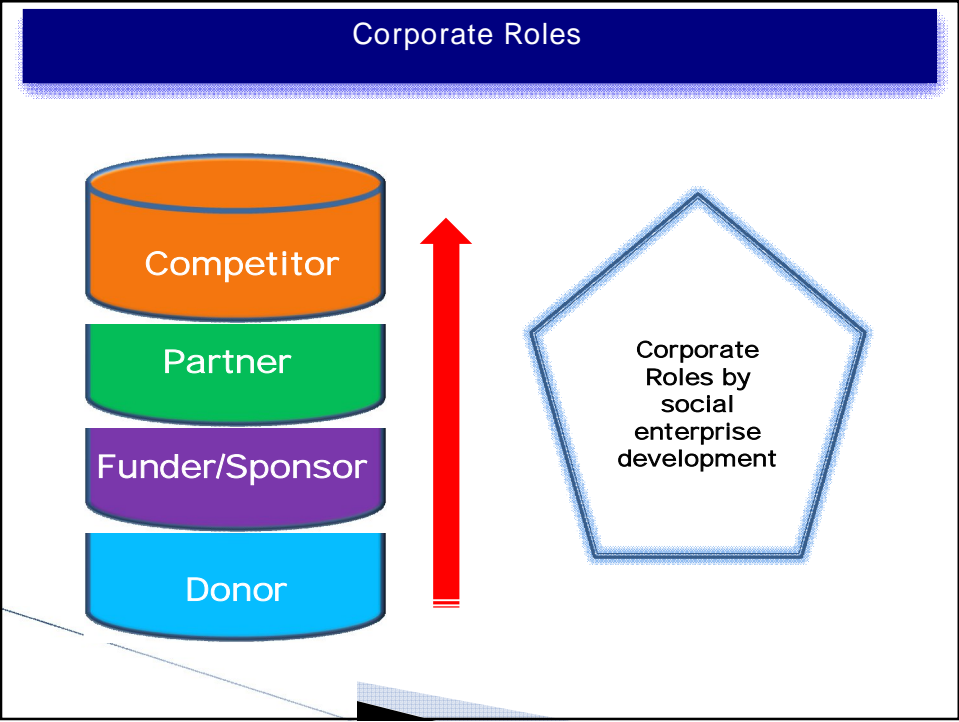 Corporate Roles
Competitor
Partner
Funder/Sponsor
Donor
Corporate
Roles by
social
enterprise
development